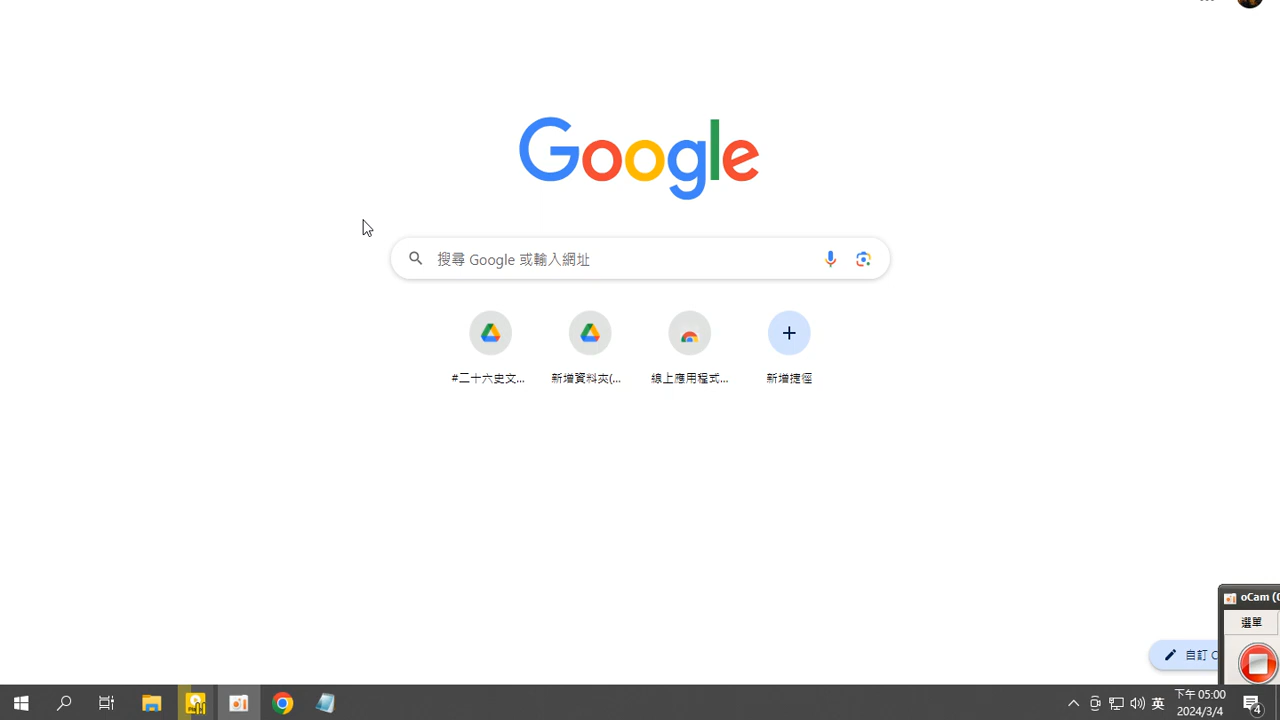 Google
搜尋 Google 或輸入網址
#二十六史文...
新增資料夾(...
線上應用程式...
新增捷徑
oCam (
選單
自訂 C
英
下午 05:00
2024/3/4
4